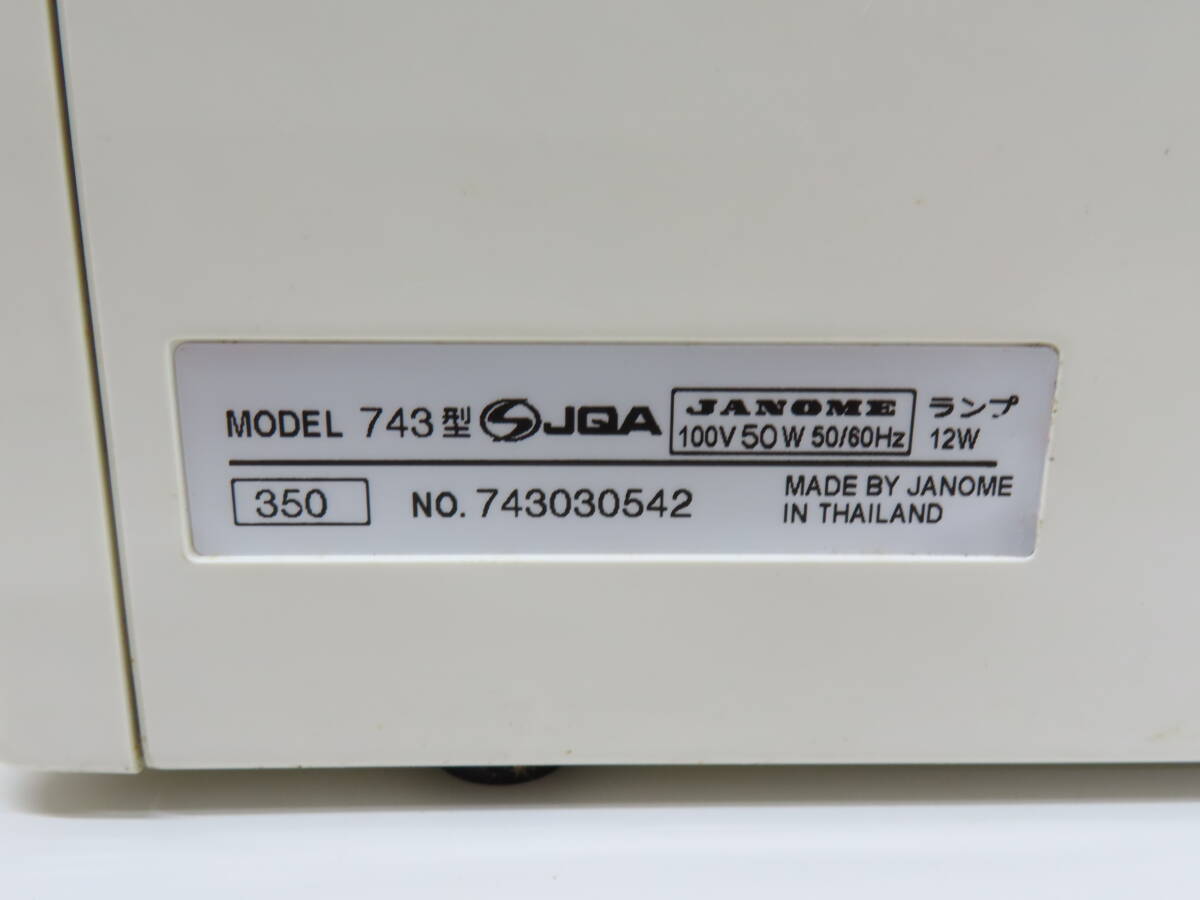 MODEL 743型 JQA JANOME ランプ
100V 50W 50/60Hz 12W
350 NO. 743030542 MADE BY JANOME
IN THAILAND